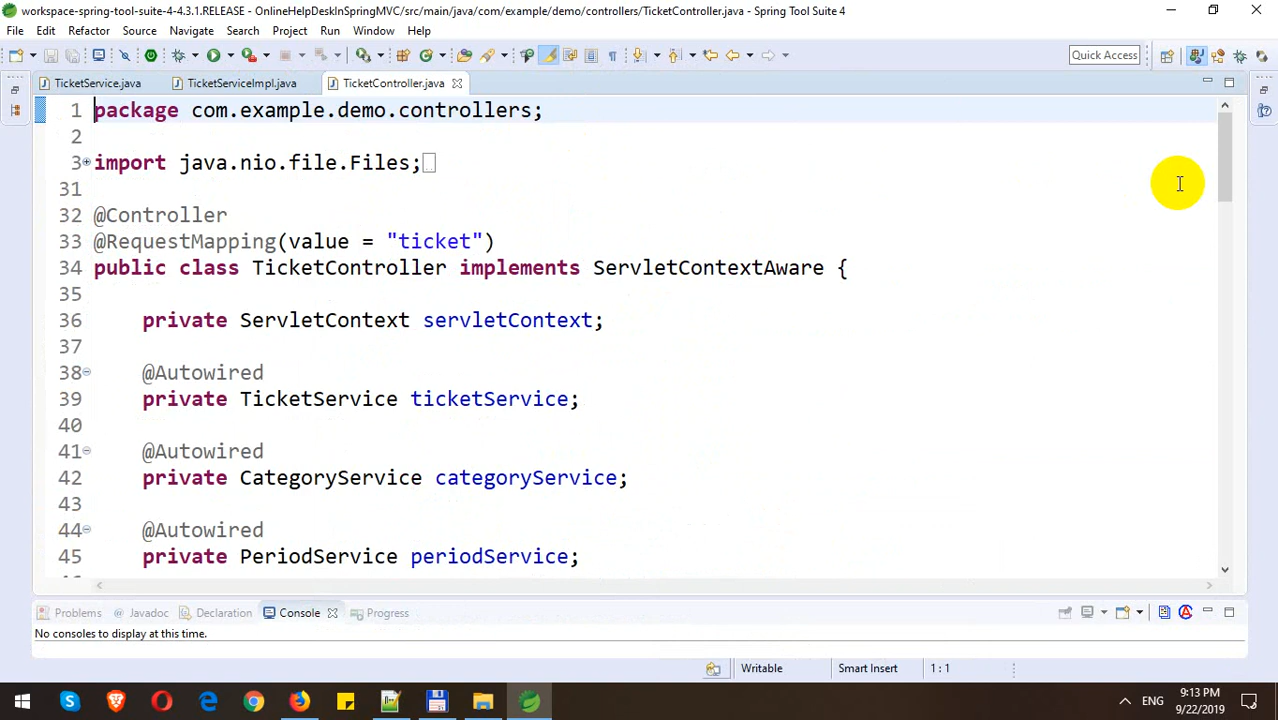 workspace-spring-tool-suite-4-4.3.1.RELEASE - OnlineHelpDeskInSpringMVC/src/main/java/com/example/demo/controllers/TicketController.java - Spring Tool Suite 4
File Edit Refactor Source Navigate Search Project Run Window Help
Quick Access
TicketService.java TicketServiceImpl.java TicketController.java
1 package com.example.demo.controllers;
2
3 import java.nio.file.Files;
31
32 @Controller
33 @RequestMapping(value = "ticket")
34 public class TicketController implements ServletContextAware {
35
36 private ServletContext servletContext;
37
38 @Autowired
39 private TicketService ticketService;
40
41 @Autowired
42 private CategoryService categoryService;
43
44 @Autowired
45 private PeriodService periodService;
Problems @ Javadoc Declaration Console Progress
No consoles to display at this time.
Writable Smart Insert 1 : 1
ENG 9:13 PM
9/22/2019